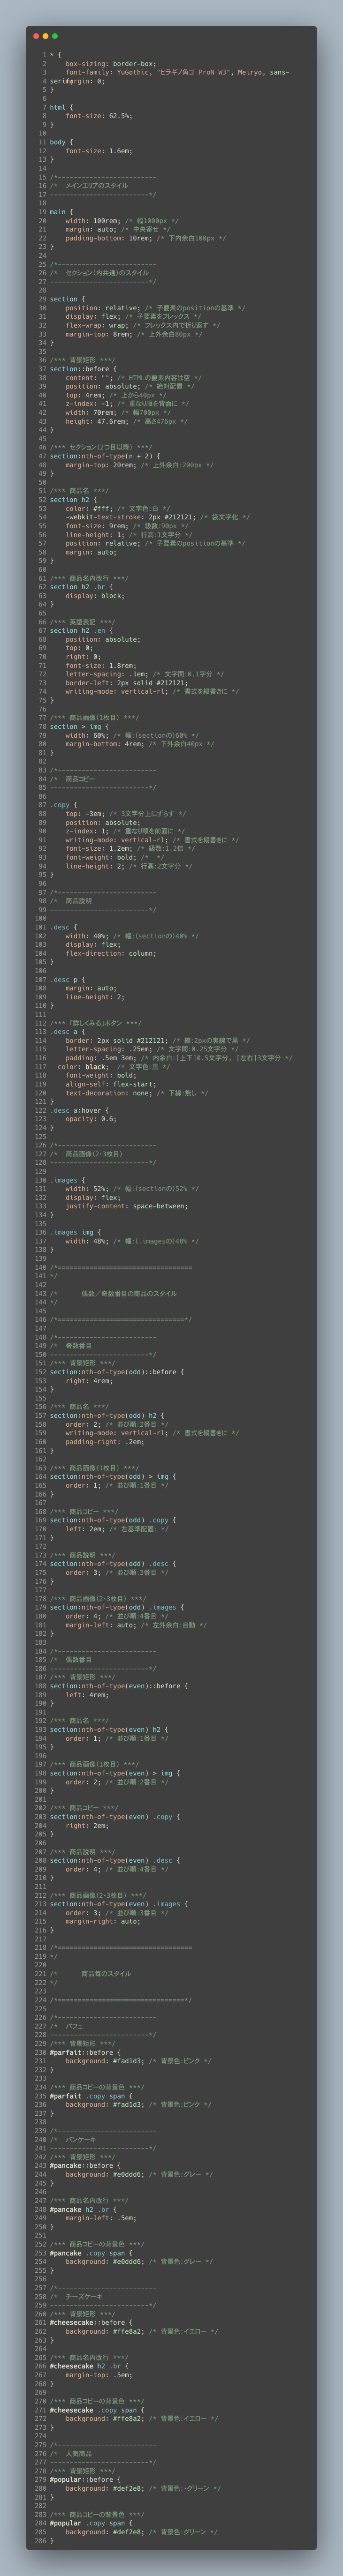 1 * {
2     box-sizing: border-box;
3     font-family: YuGothic, "ヒラギノ角ゴ ProN W3", Meiryo, sans-
4 serif;
margin: 0;
5 }
6
7 html {
8     font-size: 62.5%;
9 }
10
11 body {
12     font-size: 1.6em;
13 }
14
15 /*-------------------------
16 /*  メインエリアのスタイル
17 -------------------------*/
18
19 main {
20     width: 100rem; /* 幅1000px */
21     margin: auto; /* 中央寄せ */
22     padding-bottom: 10rem; /* 下内余白100px */
23 }
24
25 /*-------------------------
26 /*  セクション(内共通)のスタイル
27 -------------------------*/
28
29 section {
30     position: relative; /* 子要素のpositionの基準 */
31     display: flex; /* 子要素をフレックス */
32     flex-wrap: wrap; /* フレックス内で折り返す */
33     margin-top: 8rem; /* 上外余白80px */
34 }
35
36 /*** 背景矩形 ***/
37 section::before {
38     content: ""; /* HTMLの要素内容は空 */
39     position: absolute; /* 絶対配置 */
40     top: 4rem; /* 上から40px */
41     z-index: -1; /* 重なり順を背面に */
42     width: 70rem; /* 幅700px */
43     height: 47.6rem; /* 高さ476px */
44 }
45
46 /*** セクション(2つ目以降) ***/
47 section:nth-of-type(n + 2) {
48     margin-top: 20rem; /* 上外余白:200px */
49 }
50
51 /*** 商品名 ***/
52 section h2 {
53     color: #fff; /* 文字色:白 */
54     -webkit-text-stroke: 2px #212121; /* 袋文字化 */
55     font-size: 9rem; /* 級数:90px */
56     line-height: 1; /* 行高:1文字分 */
57     position: relative; /* 子要素のpositionの基準 */
58     margin: auto;
59 }
60
61 /*** 商品名内改行 ***/
62 section h2 .br {
63     display: block;
64 }
65
66 /*** 英語表記 ***/
67 section h2 .en {
68     position: absolute;
69     top: 0;
70     right: 0;
71     font-size: 1.8rem;
72     letter-spacing: .1em; /* 文字間:0.1字分 */
73     border-left: 2px solid #212121;
74     writing-mode: vertical-rl; /* 書式を縦書きに */
75 }
76
77 /*** 商品画像(1枚目) ***/
78 section > img {
79     width: 60%; /* 幅:(sectionの)60% */
80     margin-bottom: 4rem; /* 下外余白40px */
81 }
82
83 /*-------------------------
84 /*  商品コピー
85 -------------------------*/
86
87 .copy {
88     top: -3em; /* 3文字分上にずらす */
89     position: absolute;
90     z-index: 1; /* 重なり順を前面に */
91     writing-mode: vertical-rl; /* 書式を縦書きに */
92     font-size: 1.2em; /* 級数:1.2倍 */
93     font-weight: bold; /*  */
94     line-height: 2; /* 行高:2文字分 */
95 }
96
97 /*-------------------------
98 /*  商品説明
99 -------------------------*/
100
101 .desc {
102     width: 40%; /* 幅:(sectionの)40% */
103     display: flex;
104     flex-direction: column;
105 }
106
107 .desc p {
108     margin: auto;
109     line-height: 2;
110 }
111
112 /*** 「詳しくみる」ボタン ***/
113 .desc a {
114     border: 2px solid #212121; /* 線:2pxの実線で黒 */
115     letter-spacing: .25em; /* 文字間:0.25文字分 */
116     padding: .5em 3em; /* 内余白:[上下]0.5文字分, [左右]3文字分 */
117   color: black;  /* 文字色:黒 */
118     font-weight: bold;
119     align-self: flex-start;
120     text-decoration: none; /* 下線:無し */
121 }
122 .desc a:hover {
123     opacity: 0.6;
124 }
125
126 /*-------------------------
127 /*  商品画像(2・3枚目)
128 -------------------------*/
129
130 .images {
131     width: 52%; /* 幅:(sectionの)52% */
132     display: flex;
133     justify-content: space-between;
134 }
135
136 .images img {
137     width: 48%; /* 幅:(.imagesの)48% */
138 }
139
140 /*==================================
141 */
142
143 /*      偶数／奇数番目の商品のスタイル
144 */
145
146 /*================================*/
147
148 /*-------------------------
149 /*  奇数番目
150 -------------------------*/
151 /*** 背景矩形 ***/
152 section:nth-of-type(odd)::before {
153     right: 4rem;
154 }
155
156 /*** 商品名 ***/
157 section:nth-of-type(odd) h2 {
158     order: 2; /* 並び順:2番目 */
159     writing-mode: vertical-rl; /* 書式を縦書きに */
160     padding-right: .2em;
161 }
162
163 /*** 商品画像(1枚目) ***/
164 section:nth-of-type(odd) > img {
165     order: 1; /* 並び順:1番目 */
166 }
167
168 /*** 商品コピー ***/
169 section:nth-of-type(odd) .copy {
170     left: 2em; /* 左基準配置: */
171 }
172
173 /*** 商品説明 ***/
174 section:nth-of-type(odd) .desc {
175     order: 3; /* 並び順:3番目 */
176 }
177
178 /*** 商品画像(2・3枚目) ***/
179 section:nth-of-type(odd) .images {
180     order: 4; /* 並び順:4番目 */
181     margin-left: auto; /* 左外余白:自動 */
182 }
183
184 /*-------------------------
185 /*  偶数番目
186 -------------------------*/
187 /*** 背景矩形 ***/
188 section:nth-of-type(even)::before {
189     left: 4rem;
190 }
191
192 /*** 商品名 ***/
193 section:nth-of-type(even) h2 {
194     order: 1; /* 並び順:1番目 */
195 }
196
197 /*** 商品画像(1枚目) ***/
198 section:nth-of-type(even) > img {
199     order: 2; /* 並び順:2番目 */
200 }
201
202 /*** 商品コピー ***/
203 section:nth-of-type(even) .copy {
204     right: 2em;
205 }
206
207 /*** 商品説明 ***/
208 section:nth-of-type(even) .desc {
209     order: 4; /* 並び順:4番目 */
210 }
211
212 /*** 商品画像(2・3枚目) ***/
213 section:nth-of-type(even) .images {
214     order: 3; /* 並び順:3番目 */
215     margin-right: auto;
216 }
217
218 /*==================================
219 */
220
221 /*      商品毎のスタイル
222 */
223
224 /*================================*/
225
226 /*-------------------------
227 /*  パフェ
228 -------------------------*/
229 /*** 背景矩形 ***/
230 #parfait::before {
231     background: #fad1d3; /* 背景色:ピンク */
232 }
233
234 /*** 商品コピーの背景色 ***/
235 #parfait .copy span {
236     background: #fad1d3; /* 背景色:ピンク */
237 }
238
239 /*-------------------------
240 /*  パンケーキ
241 -------------------------*/
242 /*** 背景矩形 ***/
243 #pancake::before {
244     background: #e0ddd6; /* 背景色:グレー */
245 }
246
247 /*** 商品名内改行 ***/
248 #pancake h2 .br {
249     margin-left: .5em;
250 }
251
252 /*** 商品コピーの背景色 ***/
253 #pancake .copy span {
254     background: #e0ddd6; /* 背景色:グレー */
255 }
256
257 /*-------------------------
258 /*  チーズケーキ
259 -------------------------*/
260 /*** 背景矩形 ***/
261 #cheesecake::before {
262     background: #ffe8a2; /* 背景色:イエロー */
263 }
264
265 /*** 商品名内改行 ***/
266 #cheesecake h2 .br {
267     margin-top: .5em;
268 }
269
270 /*** 商品コピーの背景色 ***/
271 #cheesecake .copy span {
272     background: #ffe8a2; /* 背景色:イエロー */
273 }
274
275 /*-------------------------
276 /*  人気商品
277 -------------------------*/
278 /*** 背景矩形 ***/
279 #popular::before {
280     background: #def2e8; /* 背景色:・グリーン */
281 }
282
283 /*** 商品コピーの背景色 ***/
284 #popular .copy span {
285     background: #def2e8; /* 背景色:グリーン */
286 }